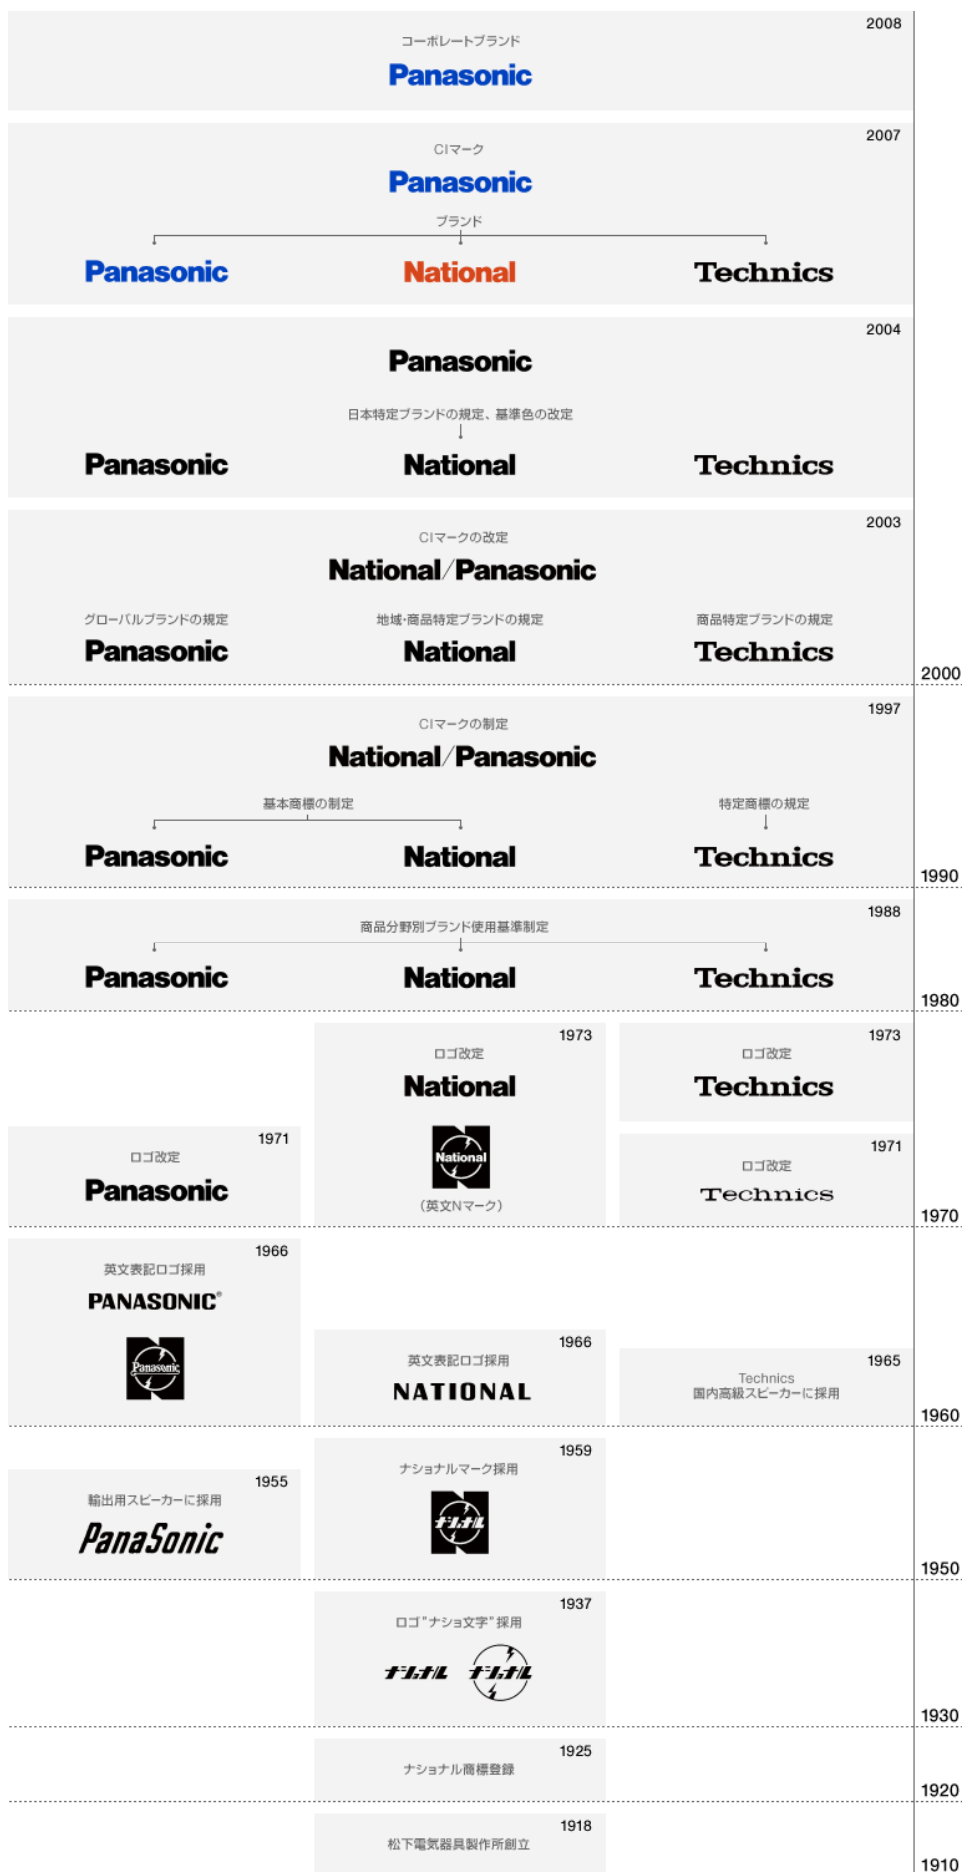 2008
コーポレートブランド
Panasonic
2007
CIマーク
Panasonic
ブランド
Panasonic
National
Technics
2004
Panasonic
日本特定ブランドの規定、基準色の改定
Panasonic
National
Technics
2003
CIマークの改定
National/Panasonic
グローバルブランドの規定
地域・商品特定ブランドの規定
商品特定ブランドの規定
Panasonic
National
Technics
2000
1997
CIマークの制定
National/Panasonic
基本商標の制定
特定商標の規定
Panasonic
National
Technics
1990
1988
商品分野別ブランド使用基準制定
Panasonic
National
Technics
1980
1973
ロゴ改定
National
National
(英文Nマーク)
1973
ロゴ改定
Technics
1971
ロゴ改定
Panasonic
1971
ロゴ改定
Technics
1970
1966
英文表記ロゴ採用
PANASONIC®
Panasonic
1966
英文表記ロゴ採用
NATIONAL
1965
Technics
国内高級スピーカーに採用
1960
1959
ナショナルマーク採用
ナショナル
1955
輸出用スピーカーに採用
PanaSonic
1950
1937
ロゴ"ナショ文字"採用
ナショナル
ナショナル
1930
1925
ナショナル商標登録
1920
1918
松下電気器具製作所創立
1910